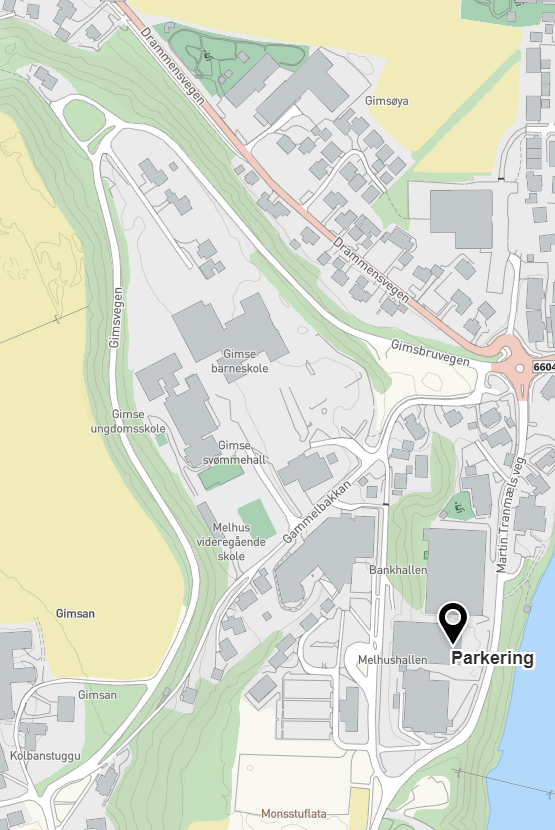 Drammensvegen
Gimsøya
Drammensvegen
Gimsvegen
Gimsbruvegen
6604
Gimse
barneskole
Gimse
ungdomsskole
Gimse
svømmehall
Gammelbakkan
Martin Tranmæls veg
Melhus
videregående
skole
Bankhallen
Gimsan
Melhushallen
Parkering
Gimsan
Kolbanstuggu
Monsstuflata